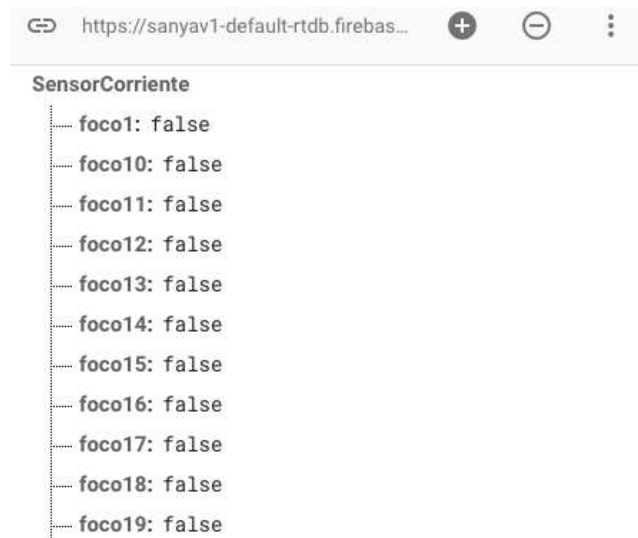 https://sanyav1-default-rtdb.firebas...
SensorCorriente
foco1: false
foco10: false
foco11: false
foco12: false
foco13: false
foco14: false
foco15: false
foco16: false
foco17: false
foco18: false
foco19: false